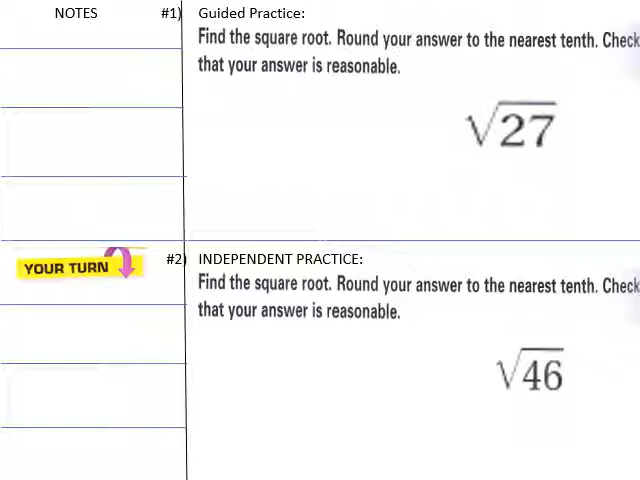 NOTES #1) Guided Practice:
Find the square root. Round your answer to the nearest tenth. Check
that your answer is reasonable.
√27
YOUR TURN #2) INDEPENDENT PRACTICE:
Find the square root. Round your answer to the nearest tenth. Check
that your answer is reasonable.
√46